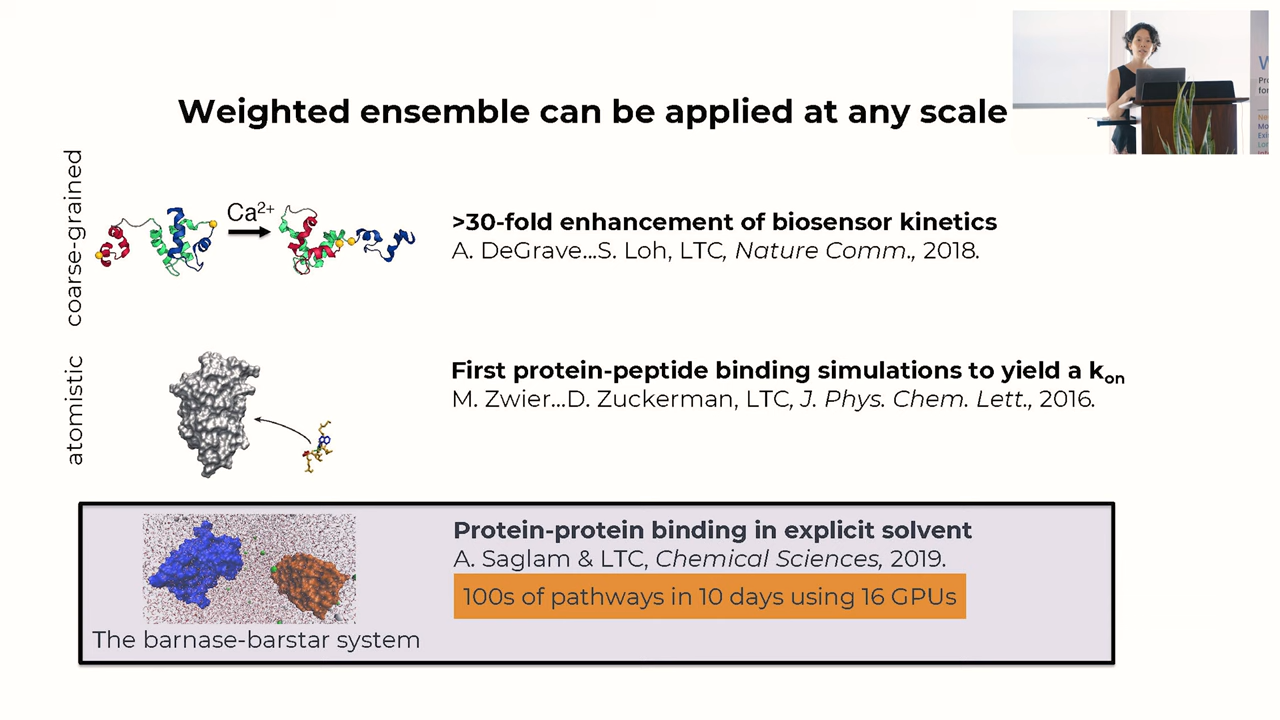 Weighted ensemble can be applied at any scale
coarse-grained
Ca²⁺
>30-fold enhancement of biosensor kinetics
A. DeGrave...S. Loh, LTC, Nature Comm., 2018.
atomistic
First protein-peptide binding simulations to yield a kon
M. Zwier...D. Zuckerman, LTC, J. Phys. Chem. Lett., 2016.
Protein-protein binding in explicit solvent
A. Saglam & LTC, Chemical Sciences, 2019.
100s of pathways in 10 days using 16 GPUs
The barnase-barstar system